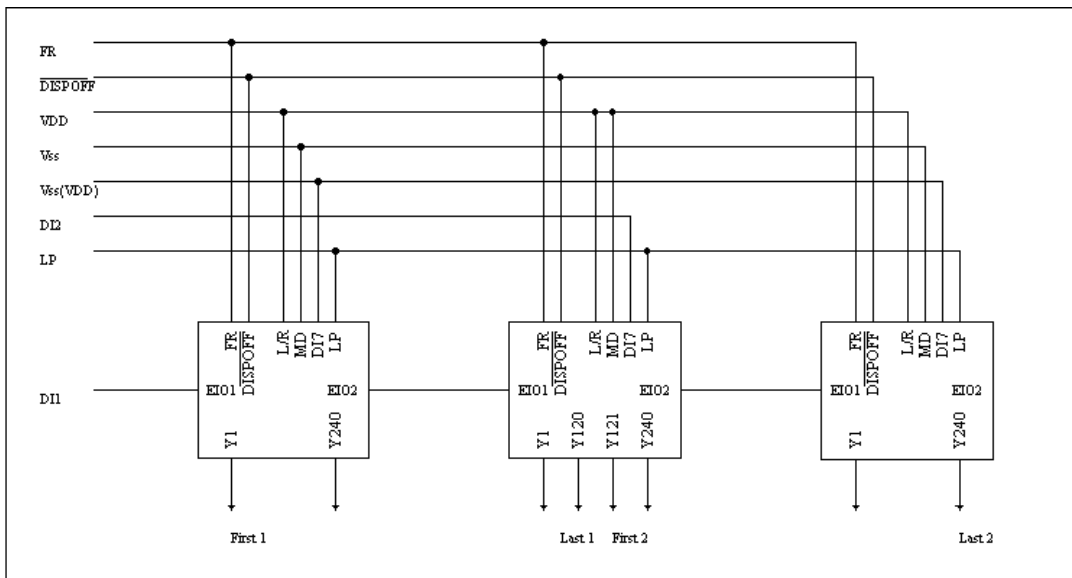 FR
DISPOFF
VDD
Vss
Vss(VDD)
DI2
LP
FR DISPOFF L/R MD DI7 LP
FR DISPOFF L/R MD DI7 LP
FR DISPOFF L/R MD DI7 LP
DI1 EIO1 EIO2 EIO1 EIO2 EIO1 EIO2
Y1 Y240 Y1 Y120 Y121 Y240 Y1 Y240
First 1 Last 1 First 2 Last 2